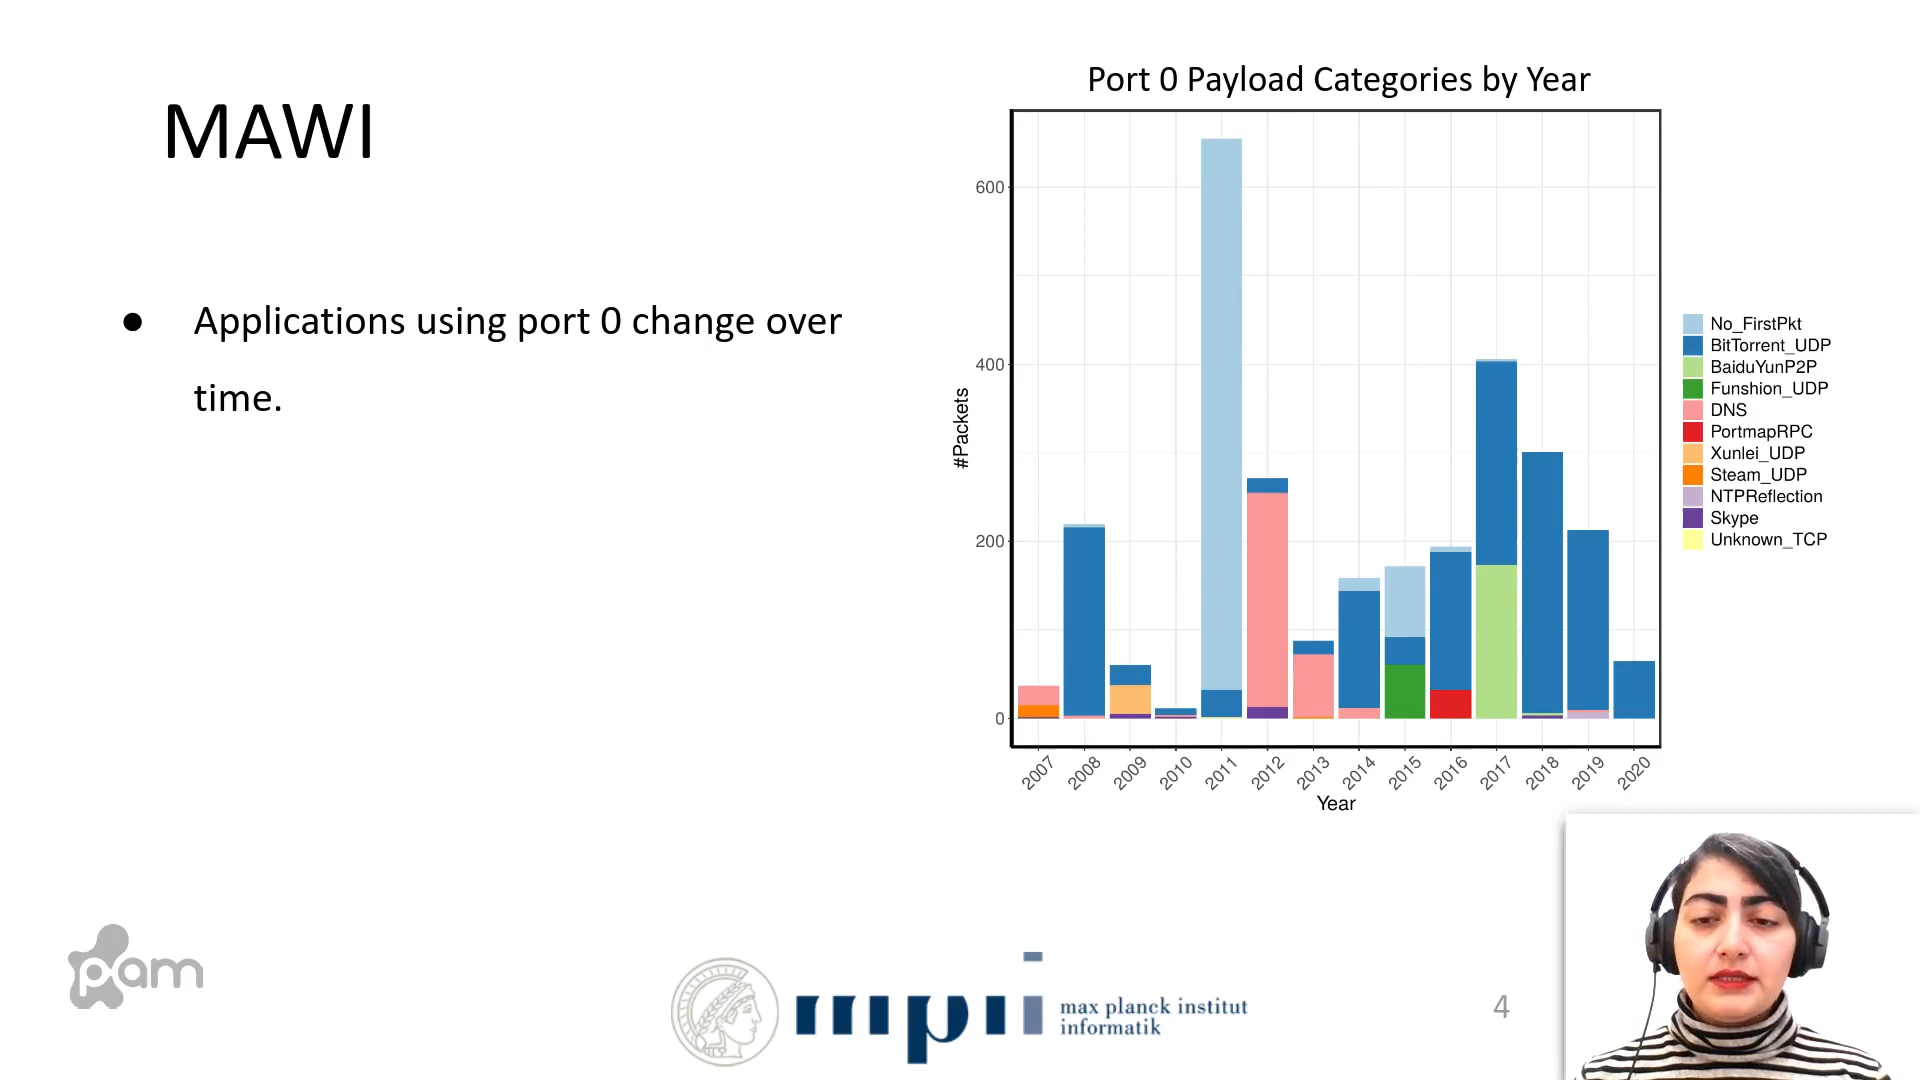 MAWI
● Applications using port 0 change over
time.
Port 0 Payload Categories by Year
#Packets
600
400
200
0
2007
2008
2009
2010
2011
2012
2013
2014
2015
2016
2017
2018
2019
2020
Year
No_FirstPkt
BitTorrent_UDP
BaiduYunP2P
Funshion_UDP
DNS
PortmapRPC
Xunlei_UDP
Steam_UDP
NTPReflection
Skype
Unknown_TCP
pam
mpi
max planck institut
informatik
4